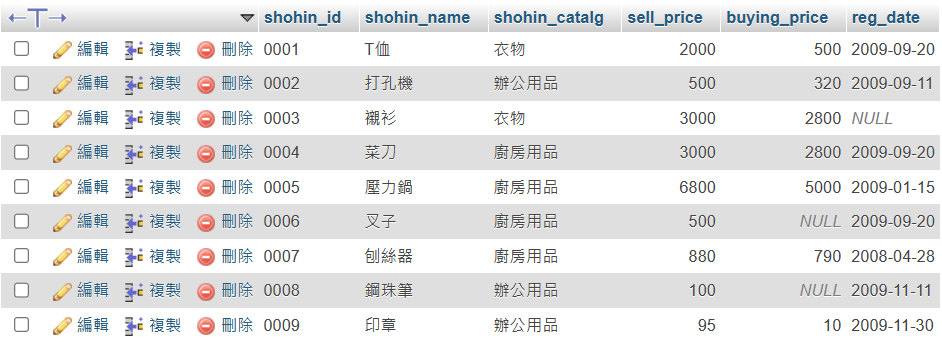 shohin_id shohin_name shohin_catalg sell_price buying_price reg_date
編輯 複製 刪除 0001 T恤 衣物 2000 500 2009-09-20
編輯 複製 刪除 0002 打孔機 辦公用品 500 320 2009-09-11
編輯 複製 刪除 0003 襯衫 衣物 3000 2800 NULL
編輯 複製 刪除 0004 菜刀 廚房用品 3000 2800 2009-09-20
編輯 複製 刪除 0005 壓力鍋 廚房用品 6800 5000 2009-01-15
編輯 複製 刪除 0006 叉子 廚房用品 500 NULL 2009-09-20
編輯 複製 刪除 0007 刨絲器 廚房用品 880 790 2008-04-28
編輯 複製 刪除 0008 鋼珠筆 辦公用品 100 NULL 2009-11-11
編輯 複製 刪除 0009 印章 辦公用品 95 10 2009-11-30